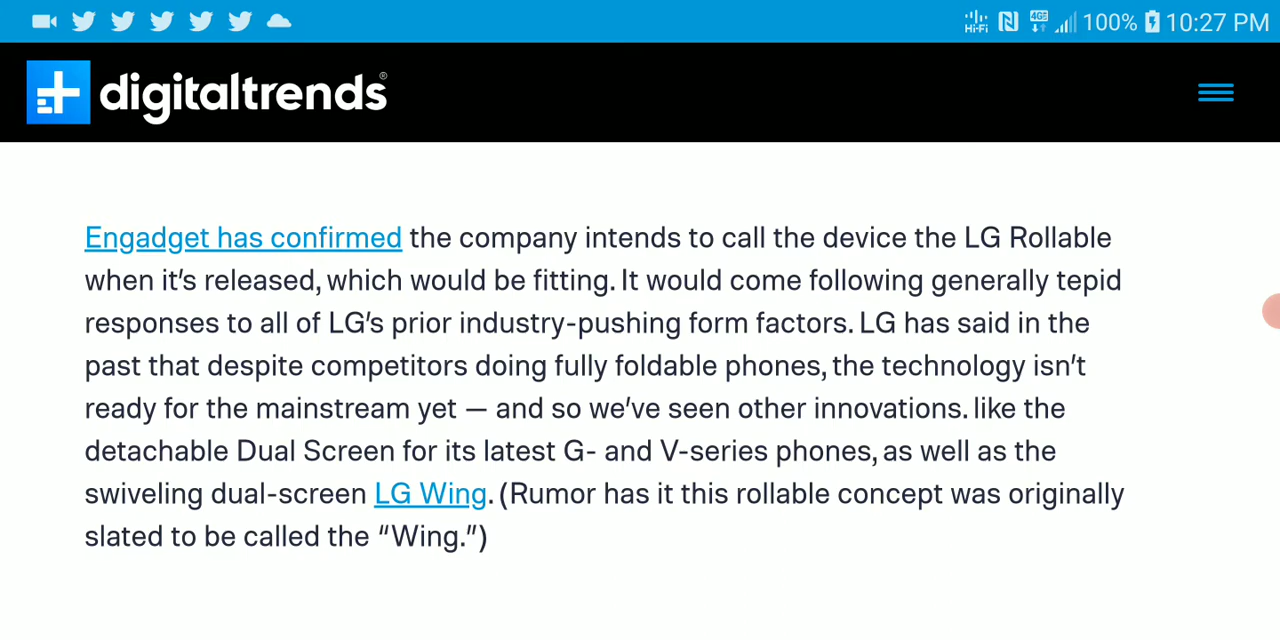 Hi-Fi 4GE 100% 10:27 PM
digitaltrends®
Engadget has confirmed the company intends to call the device the LG Rollable
when it's released, which would be fitting. It would come following generally tepid
responses to all of LG's prior industry-pushing form factors. LG has said in the
past that despite competitors doing fully foldable phones, the technology isn't
ready for the mainstream yet — and so we've seen other innovations. like the
detachable Dual Screen for its latest G- and V-series phones, as well as the
swiveling dual-screen LG Wing. (Rumor has it this rollable concept was originally
slated to be called the “Wing.”)